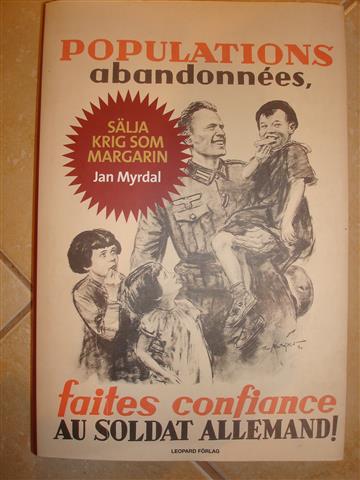 POPULATIONS
abandonnées,
SÄLJA
KRIG SOM
MARGARIN
Jan Myrdal
faites confiance
AU SOLDAT ALLEMAND!
LEOPARD FÖRLAG